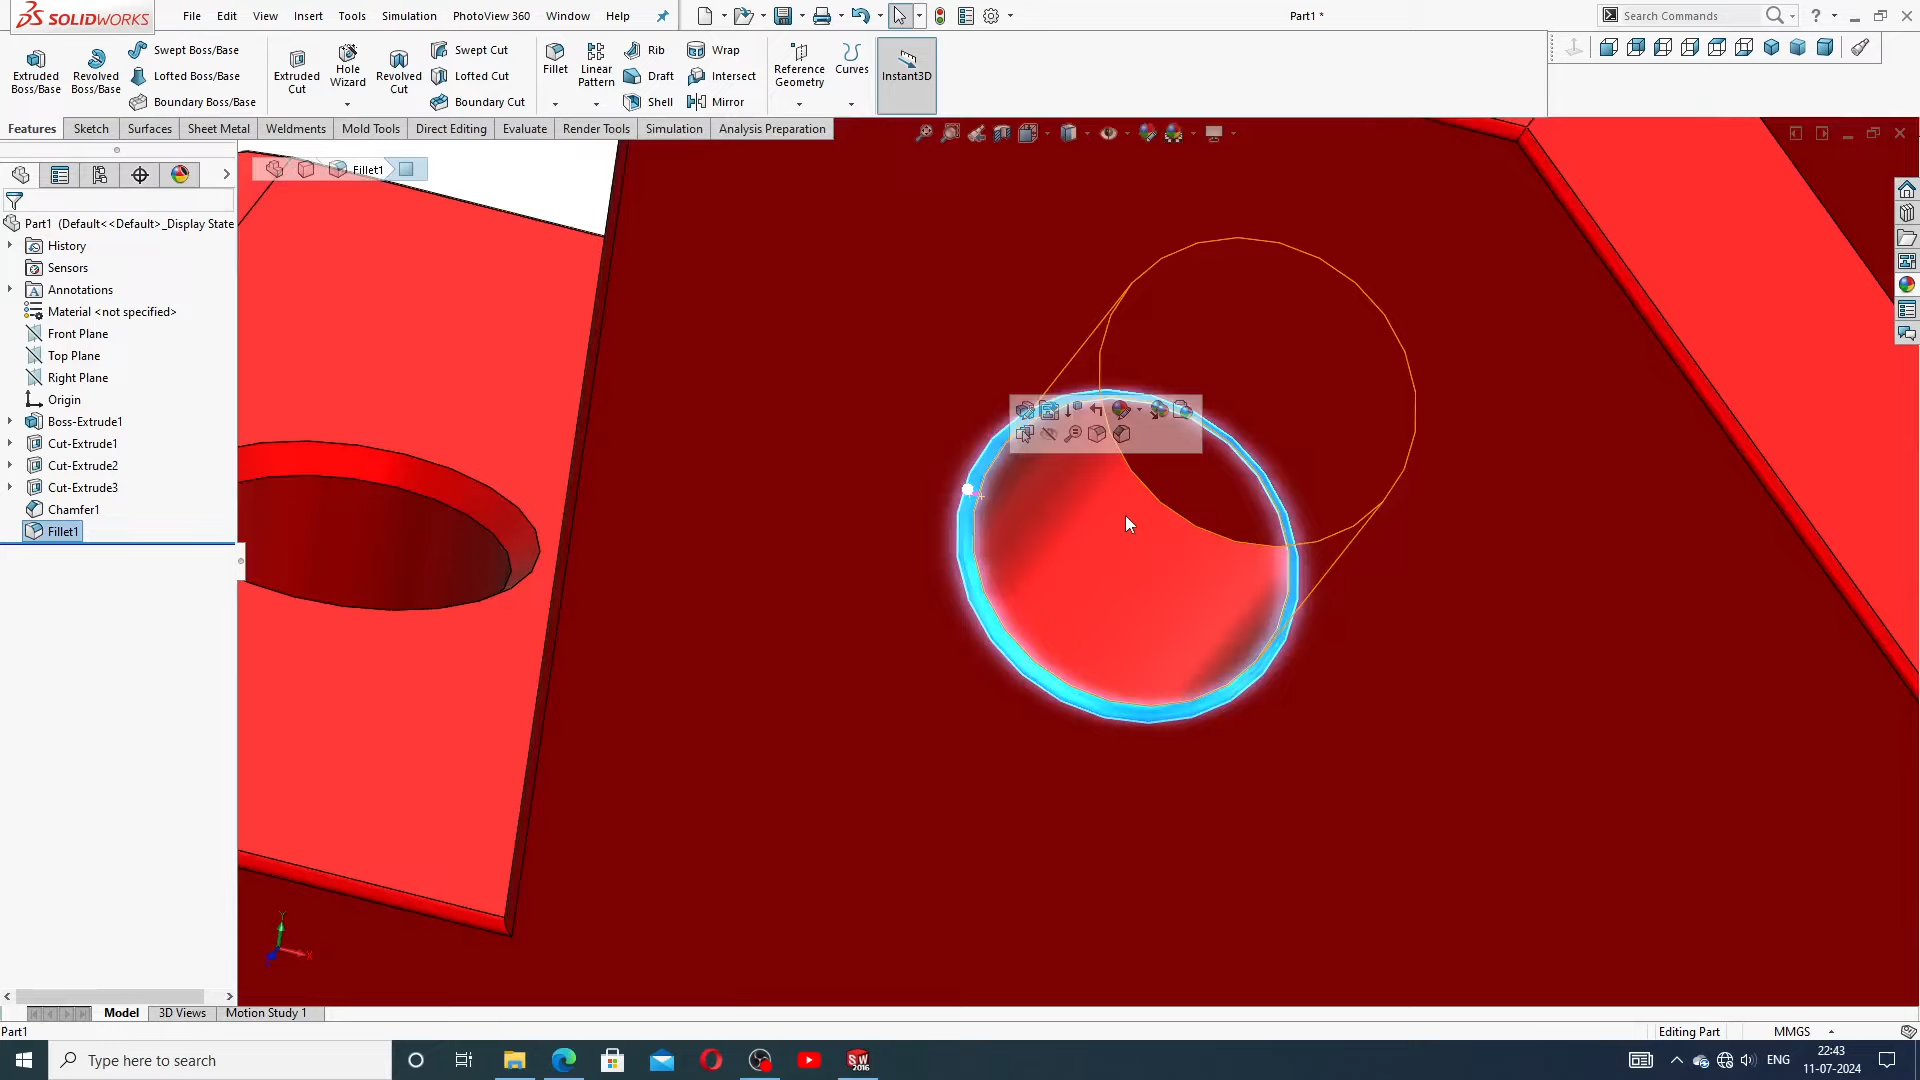 SOLIDWORKS
File Edit View Insert Tools Simulation PhotoView 360 Window Help
Part1 *
Search Commands
Extruded Boss/Base
Revolved Boss/Base
Swept Boss/Base
Lofted Boss/Base
Boundary Boss/Base
Extruded Cut
Hole Wizard
Revolved Cut
Swept Cut
Lofted Cut
Boundary Cut
Fillet
Linear Pattern
Rib
Draft
Shell
Wrap
Intersect
Mirror
Reference Geometry
Curves
Instant3D
Features Sketch Surfaces Sheet Metal Weldments Mold Tools Direct Editing Evaluate Render Tools Simulation Analysis Preparation
Fillet1
Part1 (Default<<Default>_Display State
History
Sensors
Annotations
Material <not specified>
Front Plane
Top Plane
Right Plane
Origin
Boss-Extrude1
Cut-Extrude1
Cut-Extrude2
Cut-Extrude3
Chamfer1
Fillet1
Y
X
Model 3D Views Motion Study 1
Part1
Editing Part
MMGS
Type here to search
SW
2016
ENG
22:43
11-07-2024